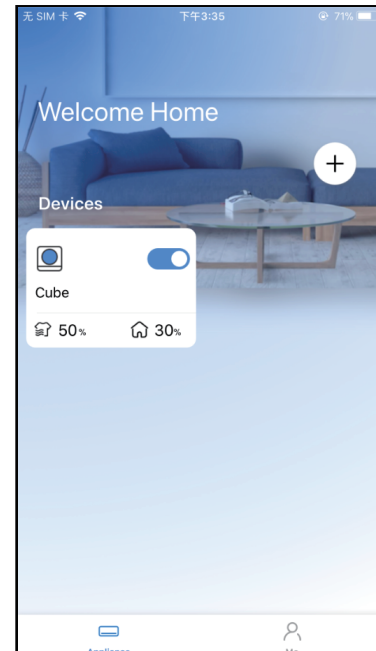 无 SIM 卡 下午3:35 71%
Welcome Home
+
Devices
Cube
50% 30%